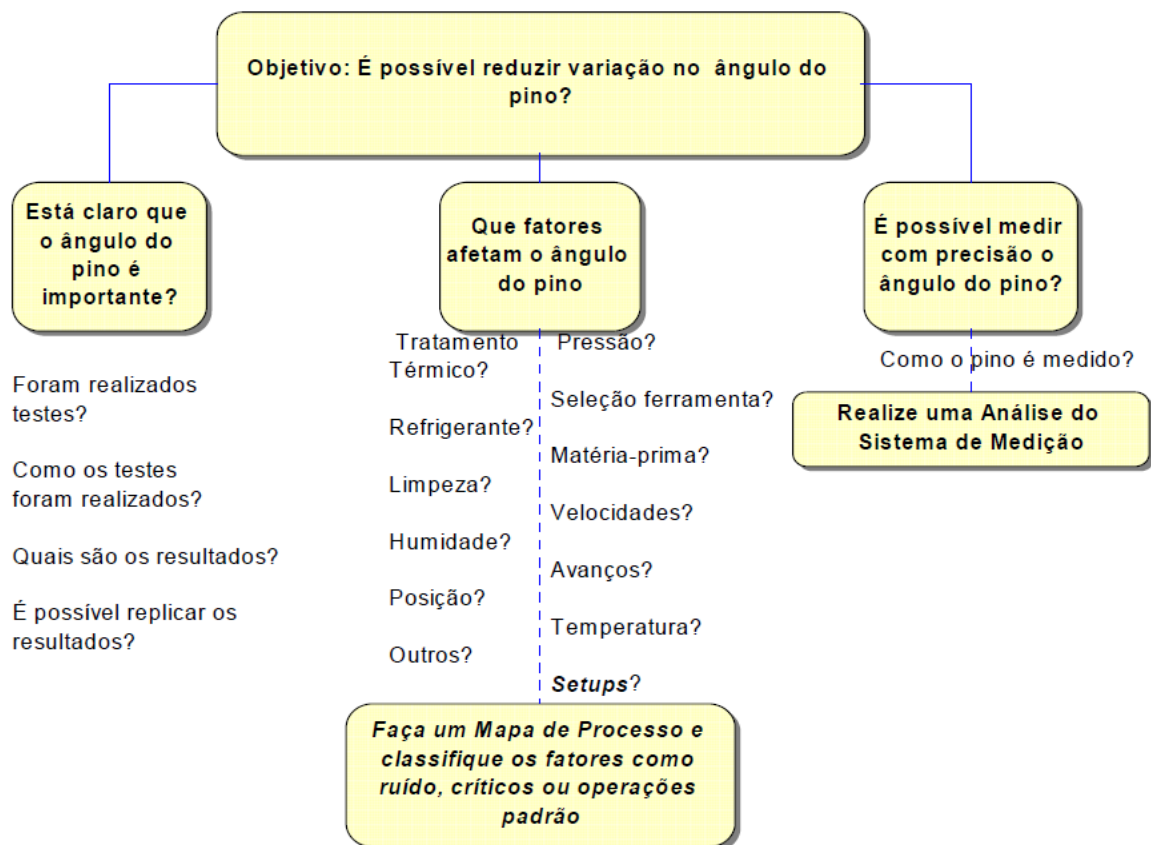 Objetivo: É possível reduzir variação no ângulo do
pino?
Está claro que
o ângulo do
pino é
importante?
Foram realizados
testes?
Como os testes
foram realizados?
Quais são os resultados?
É possível replicar os
resultados?
Que fatores
afetam o ângulo
do pino
Tratamento
Térmico?
Refrigerante?
Limpeza?
Humidade?
Posição?
Outros?
Pressão?
Seleção ferramenta?
Matéria-prima?
Velocidades?
Avanços?
Temperatura?
Setups?
Faça um Mapa de Processo e
classifique os fatores como
ruído, críticos ou operações
padrão
É possível medir
com precisão o
ângulo do pino?
Como o pino é medido?
Realize uma Análise do
Sistema de Medição